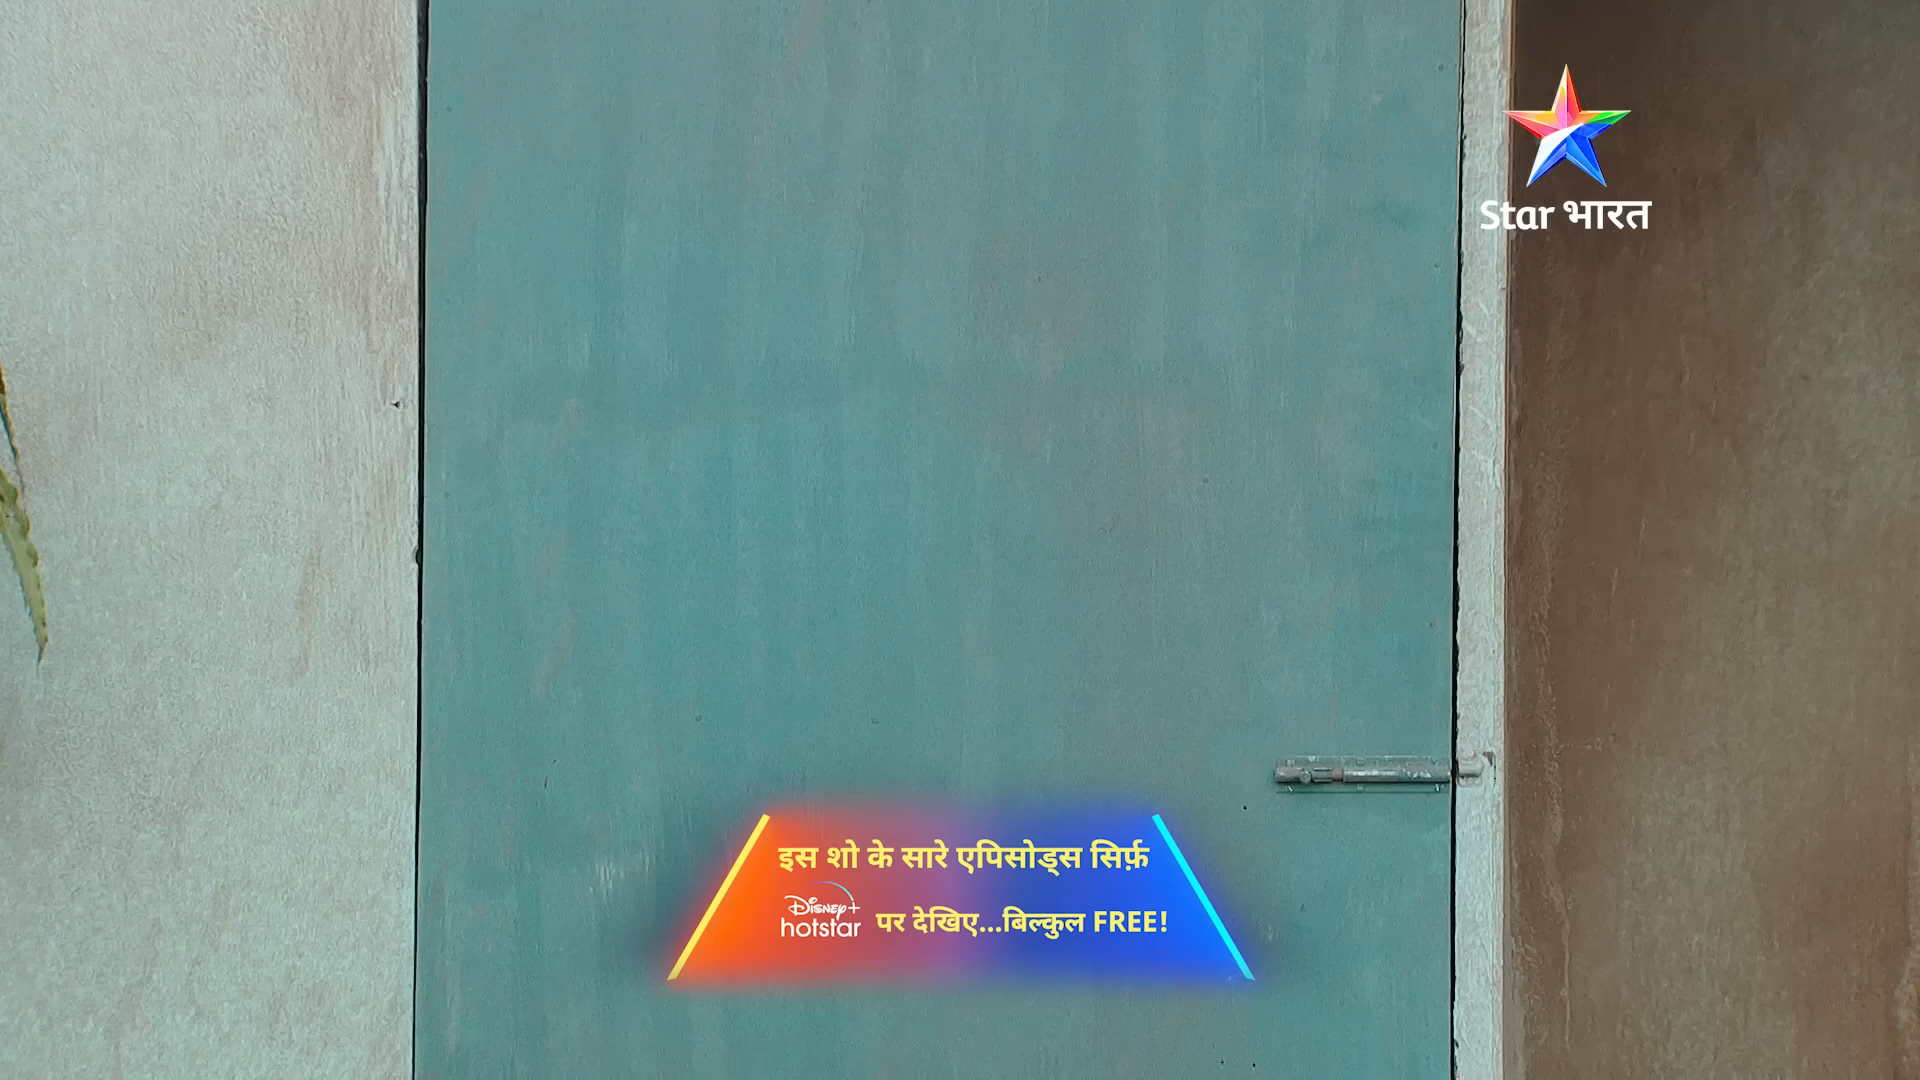 Star भारत
इस शो के सारे एपिसोड्स सिर्फ़
Disney+ hotstar पर देखिए...बिल्कुल FREE!